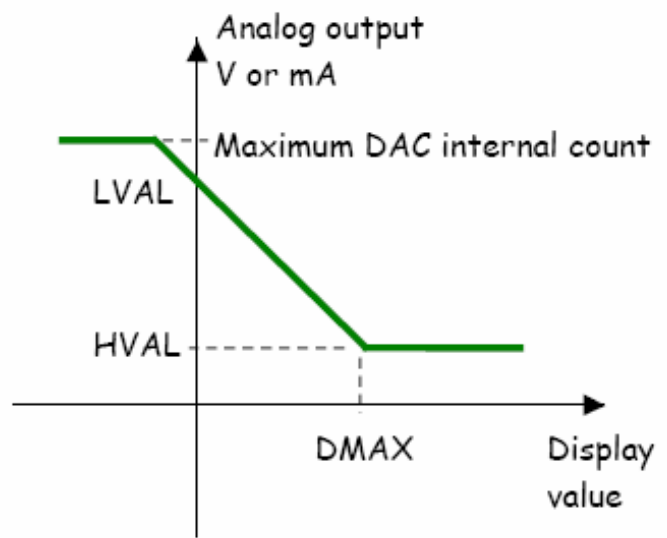 Analog output
V or mA
Maximum DAC internal count
LVAL
HVAL
DMAX
Display
value